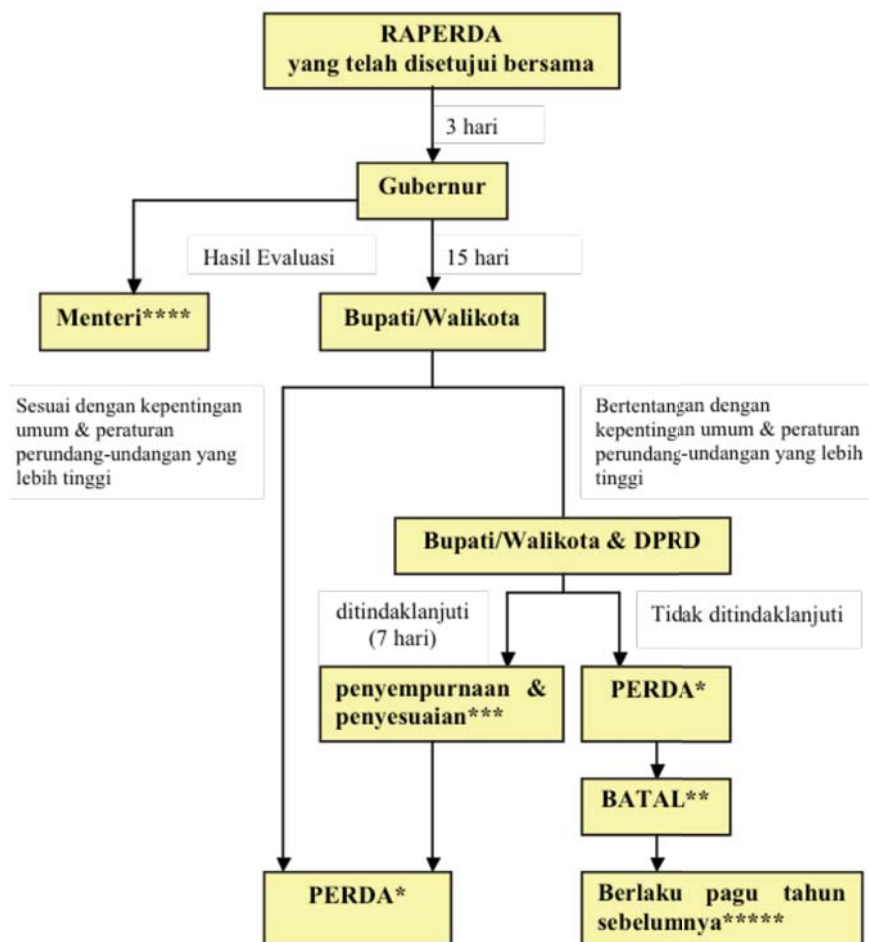 RAPERDA
yang telah disetujui bersama
3 hari
Gubernur
Hasil Evaluasi
15 hari
Menteri****
Bupati/Walikota
Sesuai dengan kepentingan
umum & peraturan
perundang-undangan yang
lebih tinggi
Bertentangan dengan
kepentingan umum & peraturan
perundang-undangan yang lebih
tinggi
Bupati/Walikota & DPRD
ditindaklanjuti
(7 hari)
Tidak ditindaklanjuti
penyempurnaan &
penyesuaian***
PERDA*
BATAL**
PERDA*
Berlaku pagu tahun
sebelumnya*****